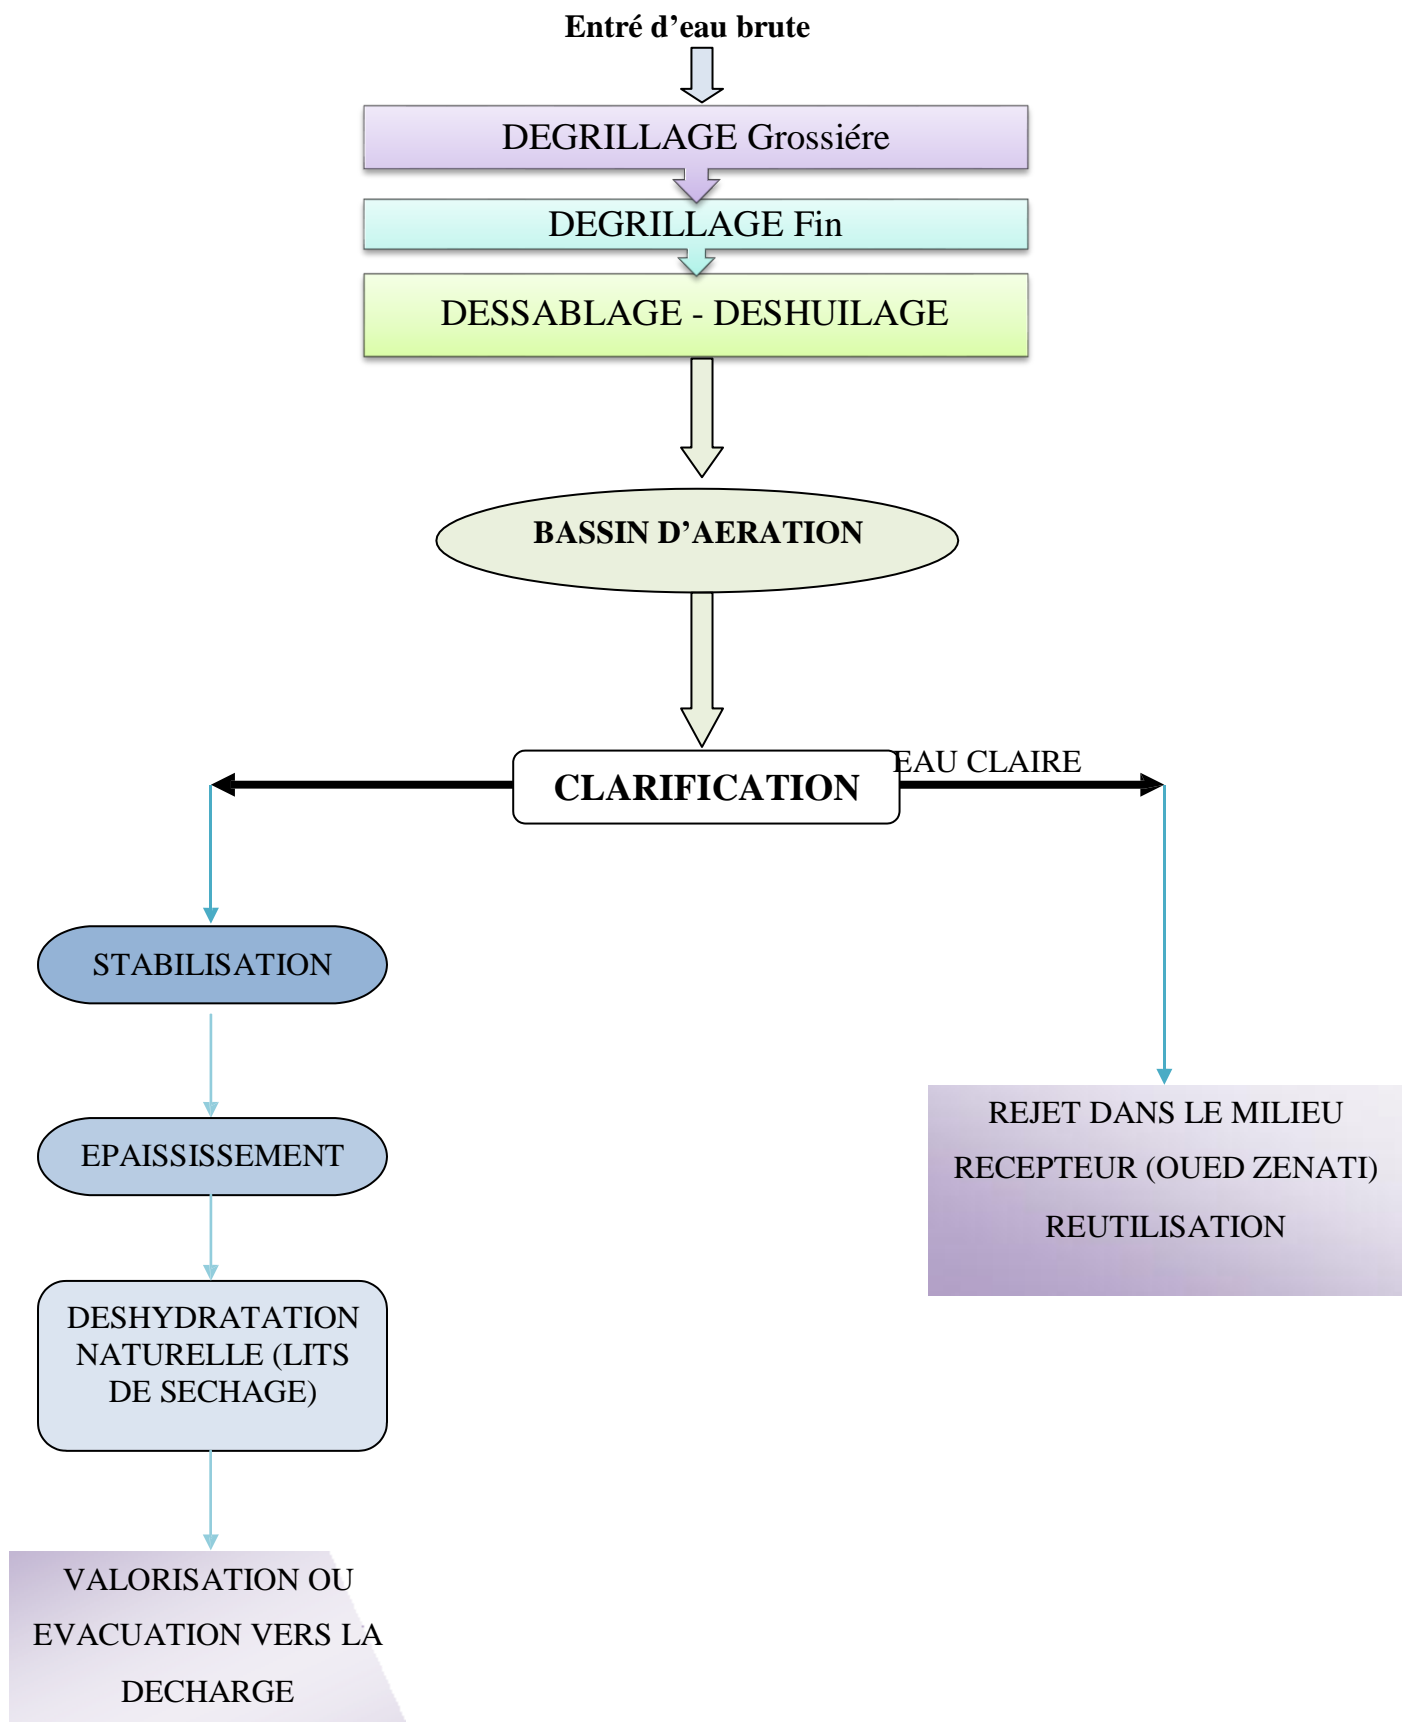 Entré d’eau brute
DEGRILLAGE Grossiére
DEGRILLAGE Fin
DESSABLAGE - DESHUILAGE
BASSIN D’AERATION
EAU CLAIRE
CLARIFICATION
STABILISATION
EPAISSISSEMENT
DESHYDRATATION
NATURELLE (LITS
DE SECHAGE)
VALORISATION OU
EVACUATION VERS LA
DECHARGE
REJET DANS LE MILIEU
RECEPTEUR (OUED ZENATI)
REUTILISATION